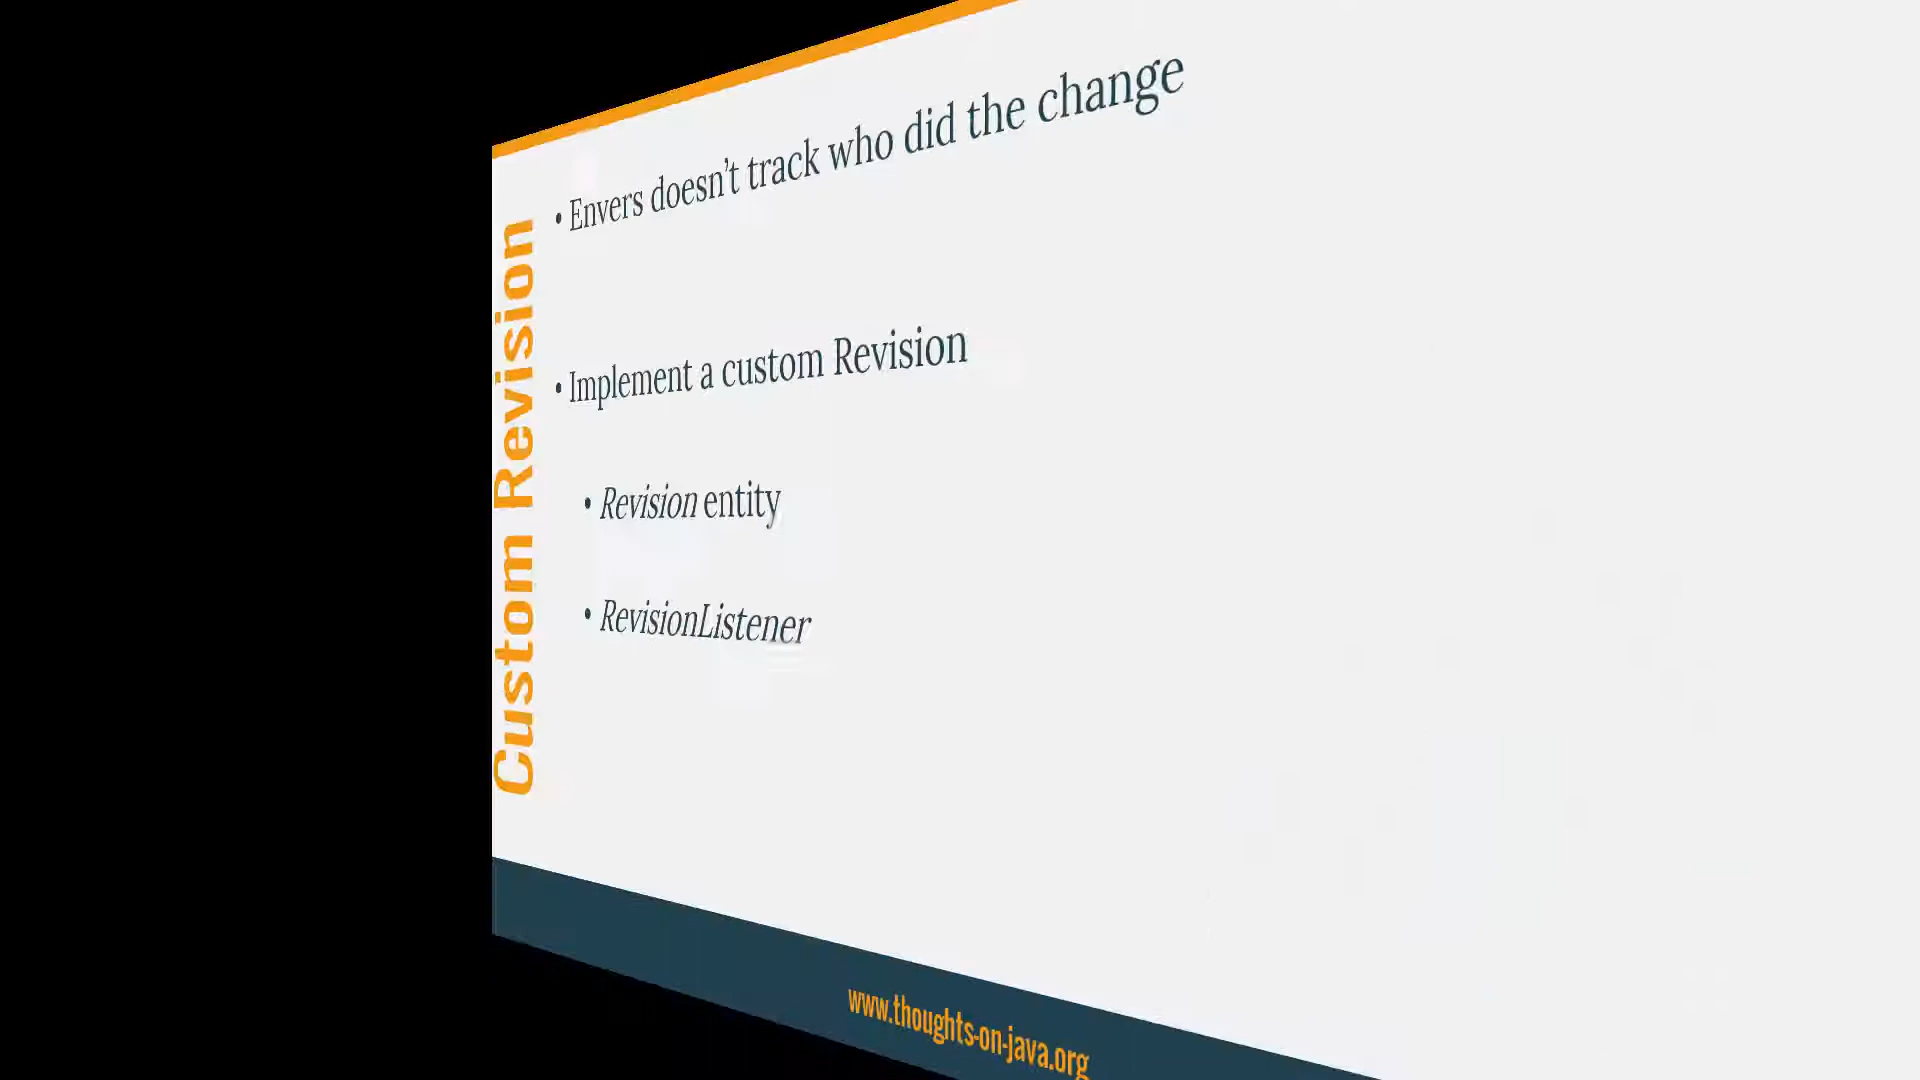 Custom Revision
• Envers doesn’t track who did the change
• Implement a custom Revision
• Revision entity
• RevisionListener
www.thoughts-on-java.org